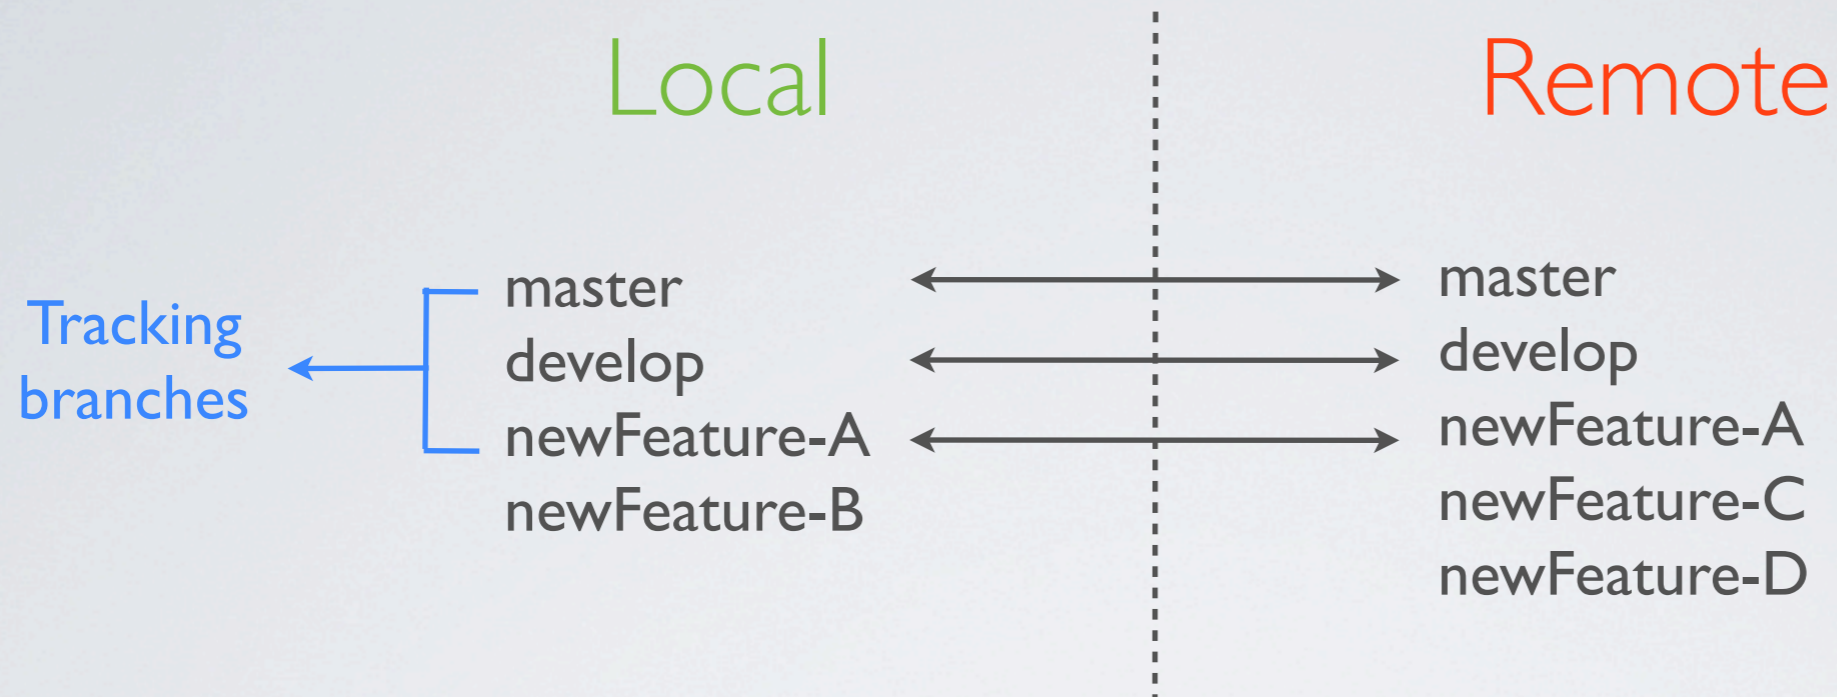 Local
Remote
Tracking
branches
master
develop
newFeature-A
newFeature-B
master
develop
newFeature-A
newFeature-C
newFeature-D